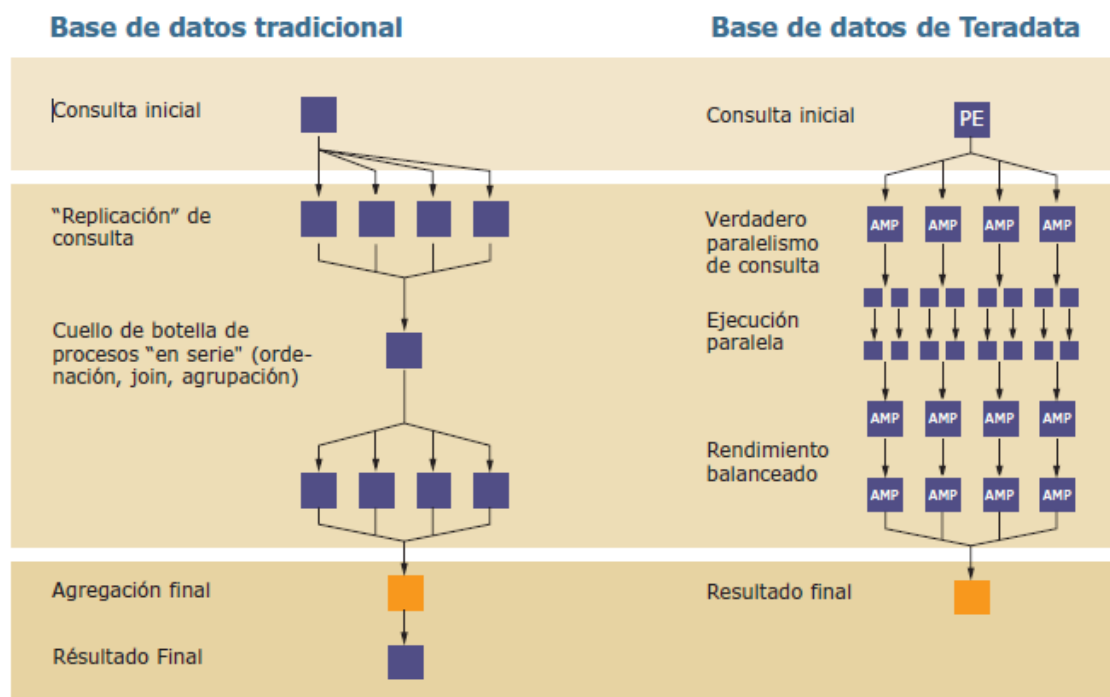 Base de datos tradicional
Consulta inicial
“Replicación” de
consulta
Cuello de botella de
procesos “en serie" (orde-
nación, join, agrupación)
Agregación final
Résultado Final
Base de datos de Teradata
Consulta inicial
PE
Verdadero
paralelismo
de consulta
AMP AMP AMP AMP
Ejecución
paralela
AMP AMP AMP AMP
Rendimiento
balanceado
AMP AMP AMP AMP
Resultado final